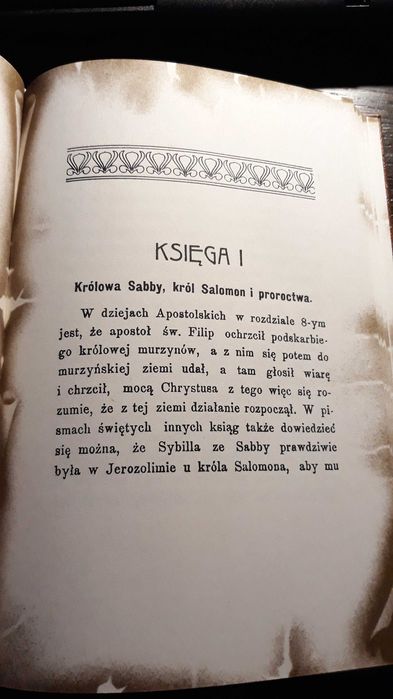 KSIĘGA I
Królowa Sabby, król Salomon i proroctwa.
W dziejach Apostolskich w rozdziale 8-ym
jest, że apostoł św. Filip ochrzcił podskarbie-
go królowej murzynów, a z nim się potem do
murzyńskiej ziemi udał, a tam głosił wiarę
i chrzcił, mocą Chrystusa z tego więc się ro-
zumie, że z tej ziemi działanie rozpoczął. W pi-
smach świętych innych ksiąg także dowiedzieć
się można, że Sybilla ze Sabby prawdziwie
była w Jerozolimie u króla Salomona, aby mu